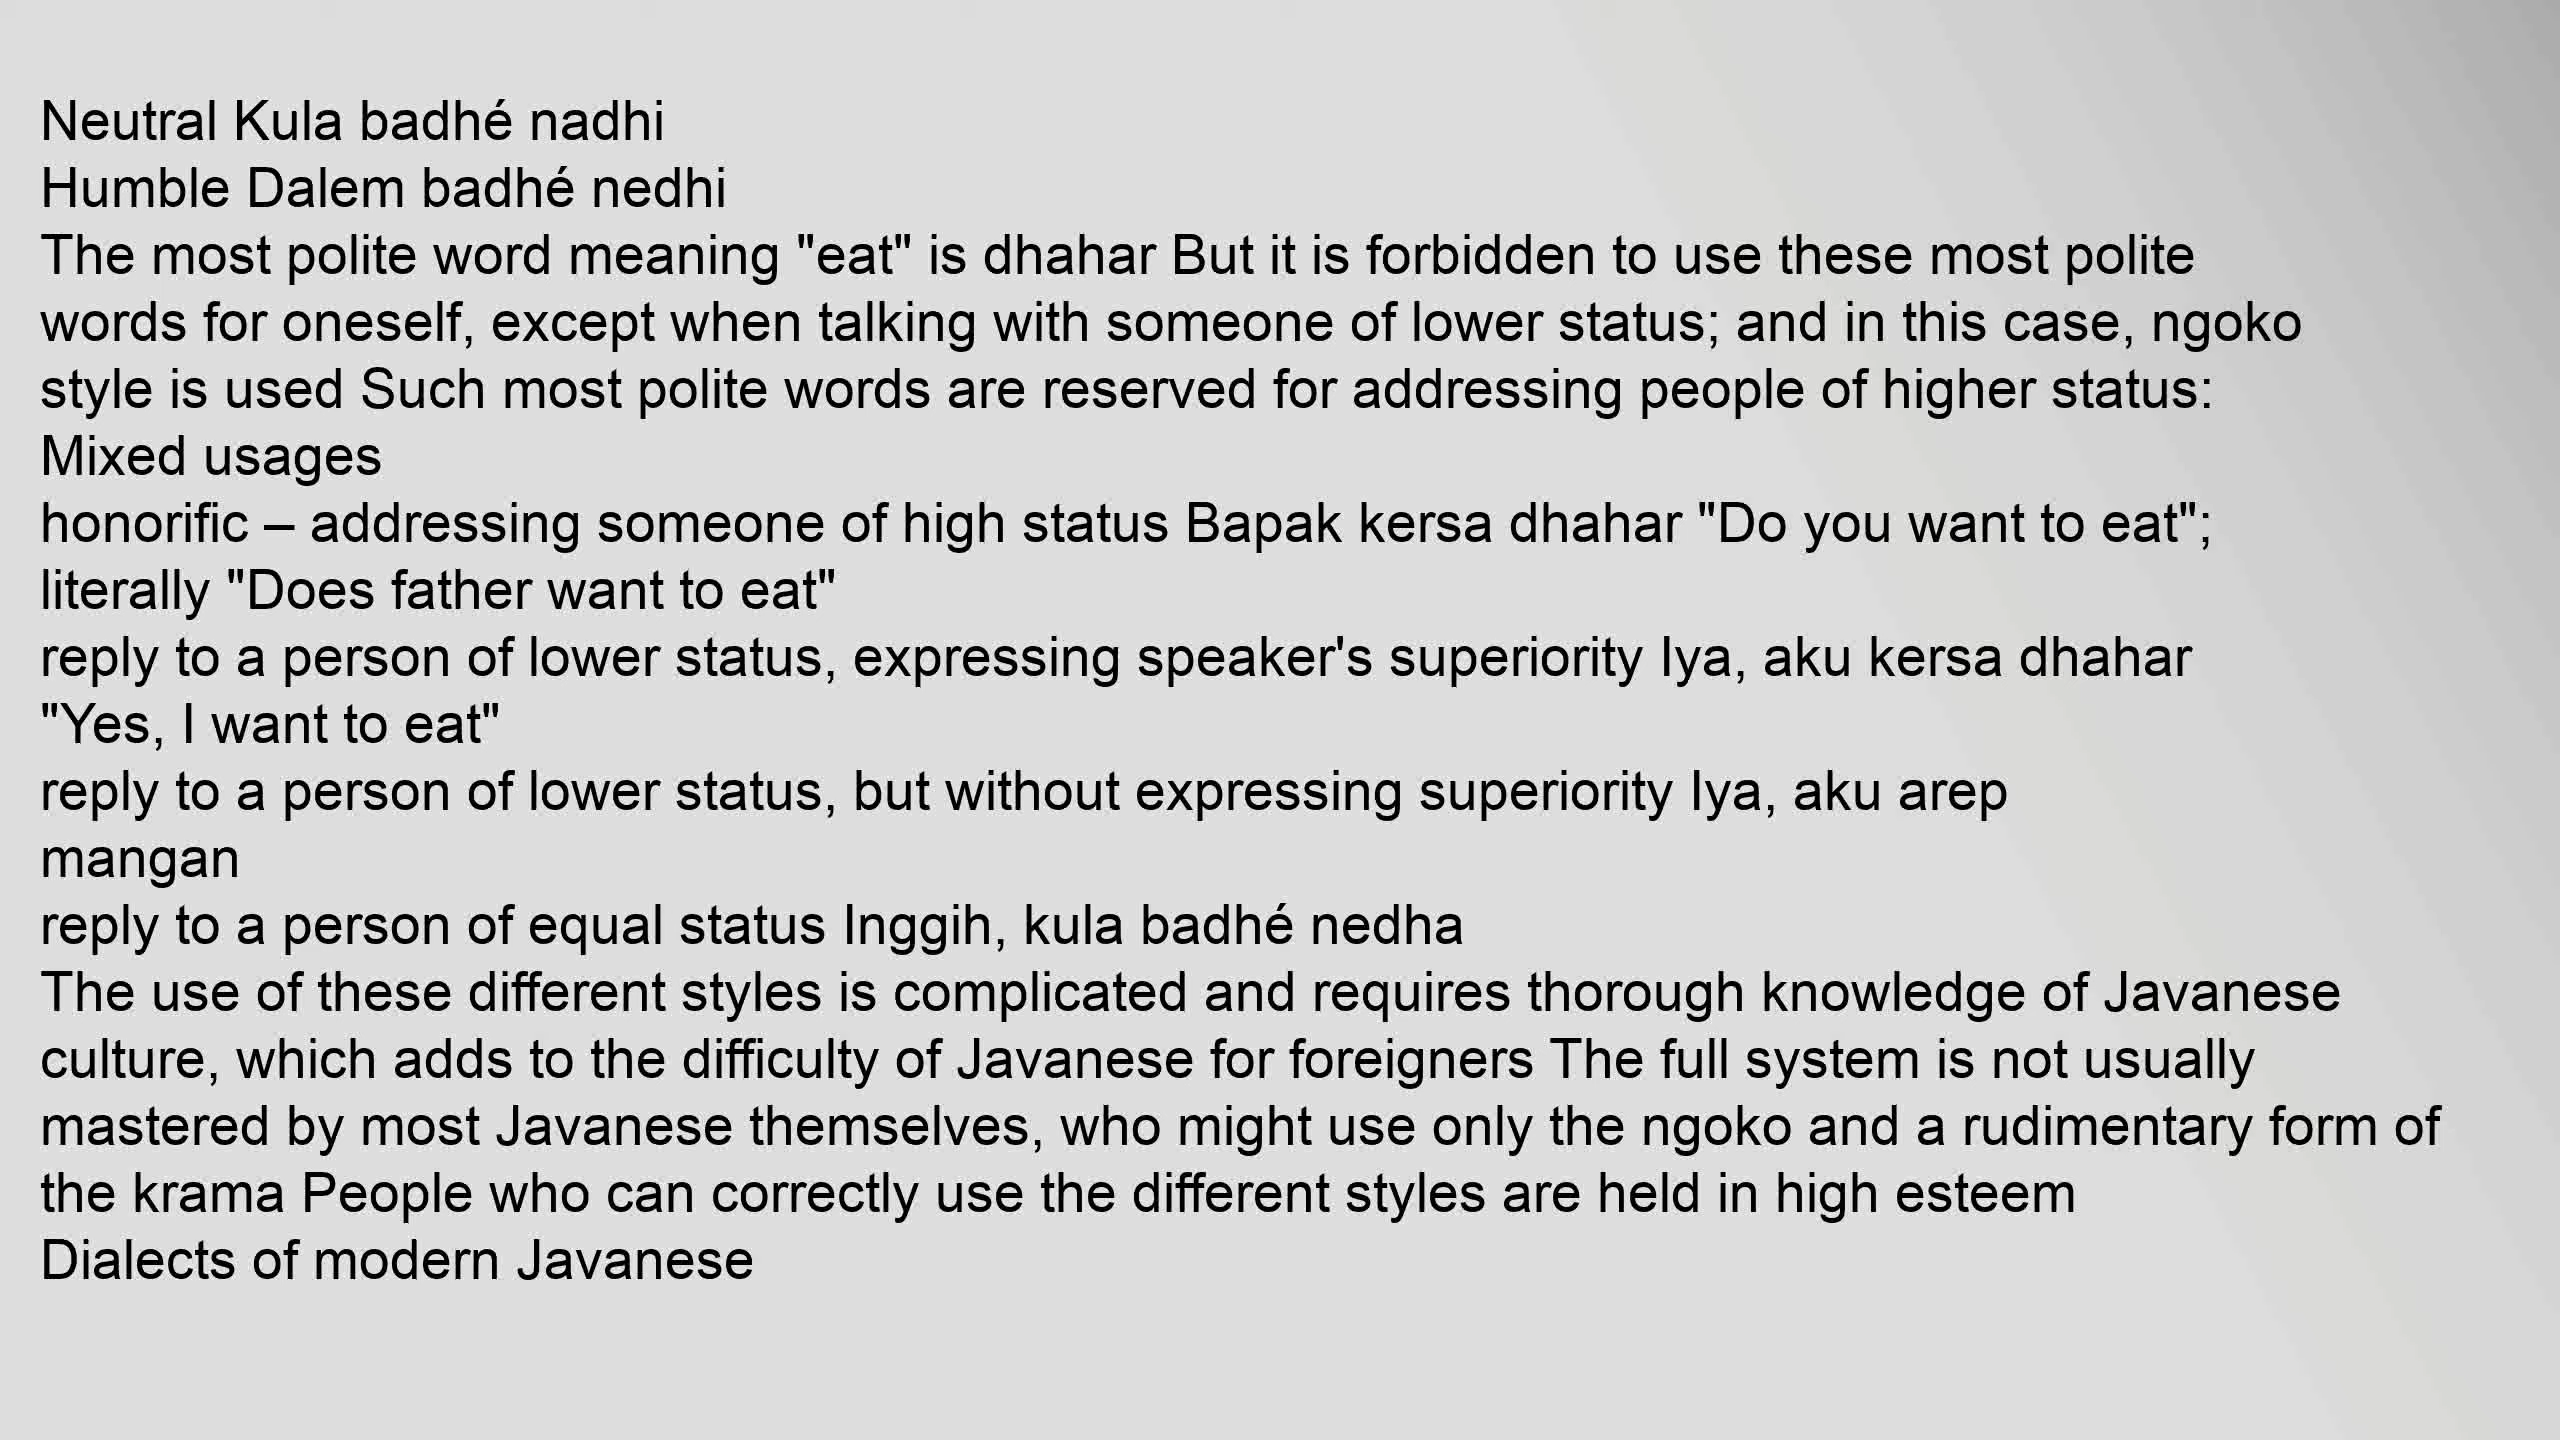 Neutral Kula badhé nadhi
Humble Dalem badhé nedhi
The most polite word meaning "eat" is dhahar But it is forbidden to use these most polite
words for oneself, except when talking with someone of lower status; and in this case, ngoko
style is used Such most polite words are reserved for addressing people of higher status:
Mixed usages
honorific – addressing someone of high status Bapak kersa dhahar "Do you want to eat";
literally "Does father want to eat"
reply to a person of lower status, expressing speaker's superiority Iya, aku kersa dhahar
"Yes, I want to eat"
reply to a person of lower status, but without expressing superiority Iya, aku arep
mangan
reply to a person of equal status Inggih, kula badhé nedha
The use of these different styles is complicated and requires thorough knowledge of Javanese
culture, which adds to the difficulty of Javanese for foreigners The full system is not usually
mastered by most Javanese themselves, who might use only the ngoko and a rudimentary form of
the krama People who can correctly use the different styles are held in high esteem
Dialects of modern Javanese